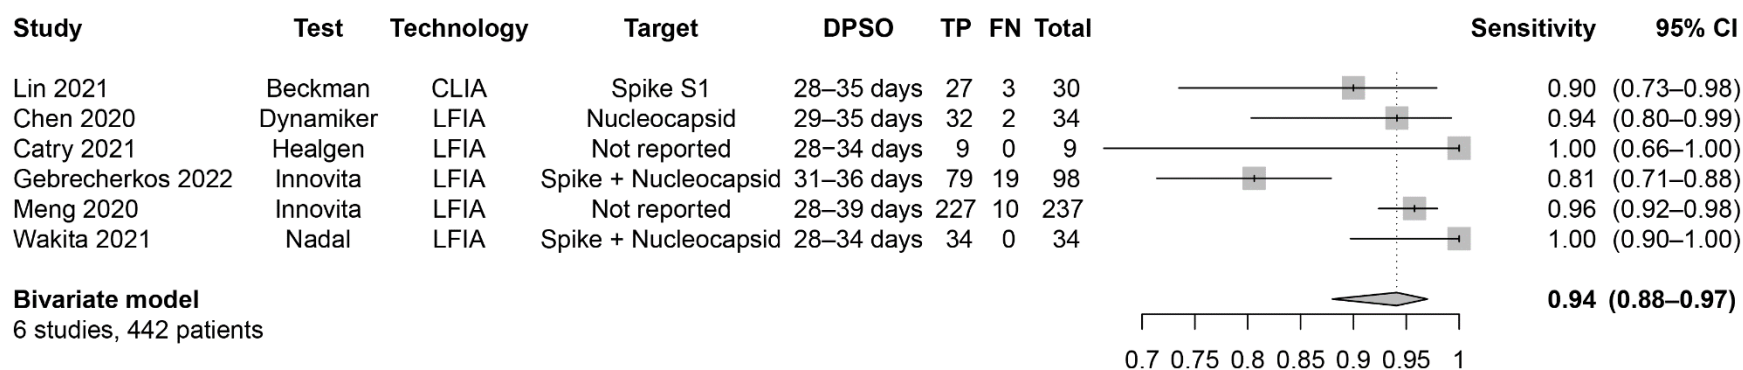 Study Test Technology Target DPSO TP FN Total Sensitivity 95% CI
Lin 2021 Beckman CLIA Spike S1 28–35 days 27 3 30 0.90 (0.73–0.98)
Chen 2020 Dynamiker LFIA Nucleocapsid 29–35 days 32 2 34 0.94 (0.80–0.99)
Catry 2021 Healgen LFIA Not reported 28−34 days 9 0 9 1.00 (0.66–1.00)
Gebrecherkos 2022 Innovita LFIA Spike + Nucleocapsid 31–36 days 79 19 98 0.81 (0.71–0.88)
Meng 2020 Innovita LFIA Not reported 28–39 days 227 10 237 0.96 (0.92–0.98)
Wakita 2021 Nadal LFIA Spike + Nucleocapsid 28–34 days 34 0 34 1.00 (0.90–1.00)
Bivariate model 0.94 (0.88–0.97)
6 studies, 442 patients
0.7 0.75 0.8 0.85 0.9 0.95 1